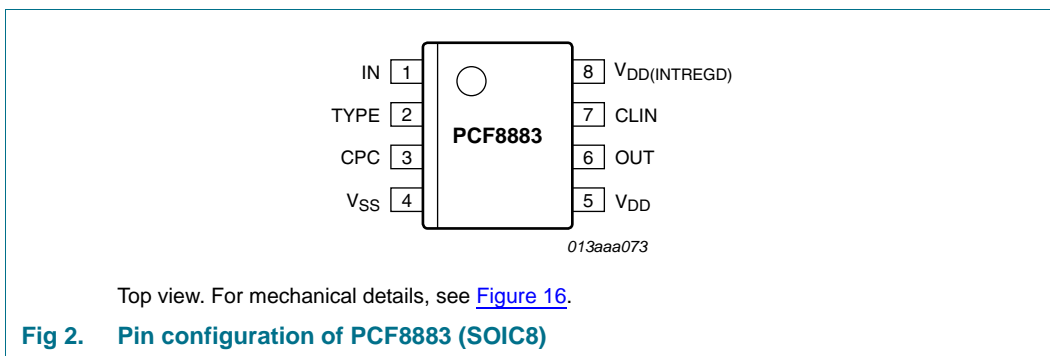 IN 1 8 VDD(INTREGD)
TYPE 2 7 CLIN
PCF8883
CPC 3 6 OUT
VSS 4 5 VDD
013aaa073
Top view. For mechanical details, see Figure 16.
Fig 2. Pin configuration of PCF8883 (SOIC8)